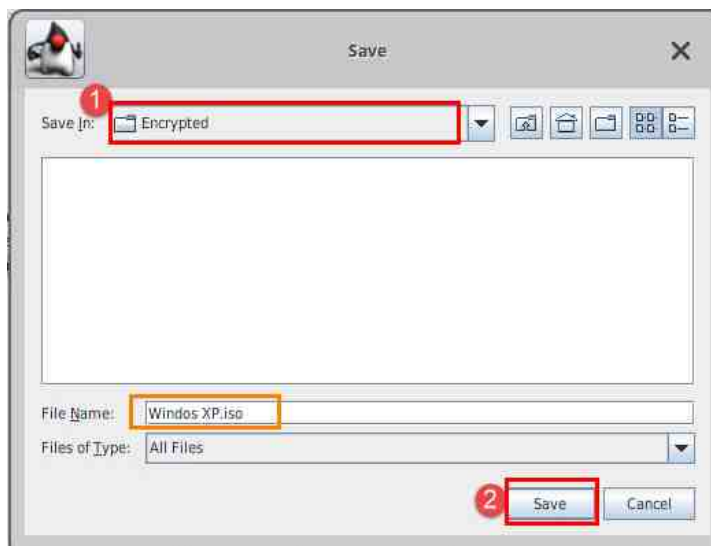 Save
1
Save In: Encrypted
File Name: Windos XP.iso
Files of Type: All Files
2 Save Cancel